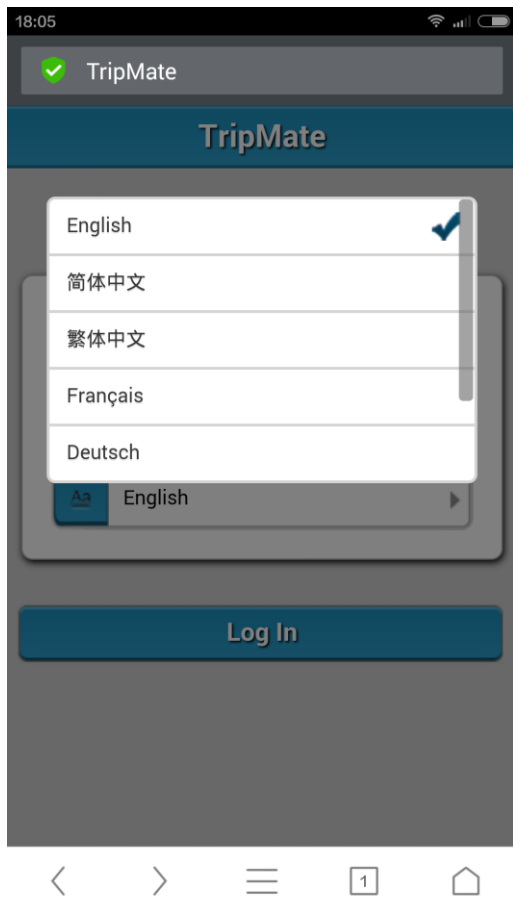 18:05
TripMate
TripMate
English
简体中文
繁体中文
Français
Deutsch
Aa English
Log In
1